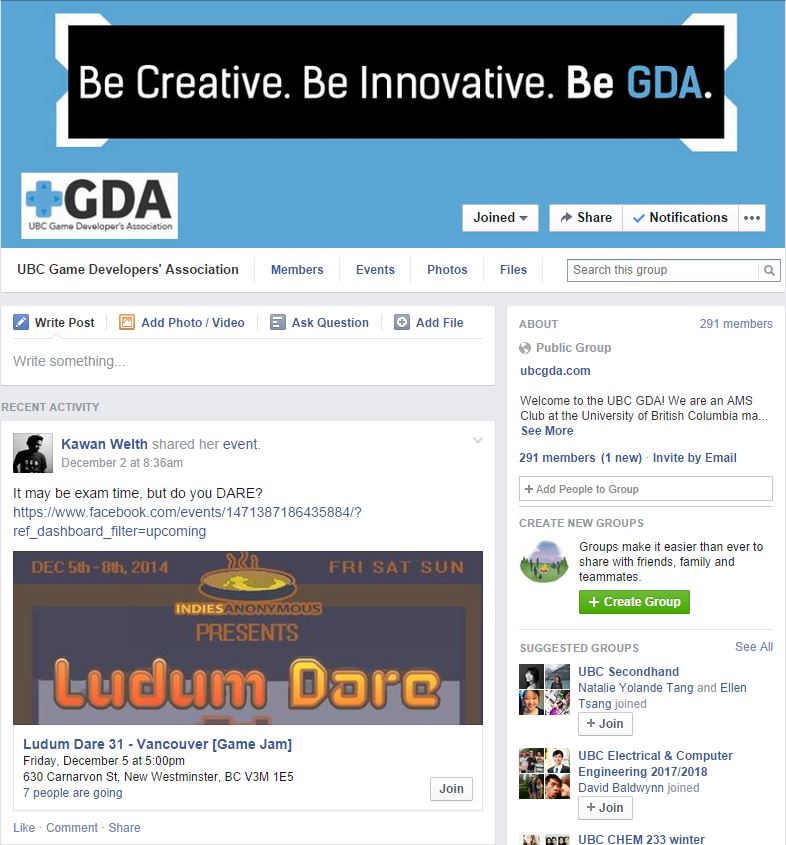 Be Creative. Be Innovative. Be GDA.
GDA
UBC Game Developer's Association
Joined
Share
Notifications
UBC Game Developers' Association
Members
Events
Photos
Files
Search this group
Write Post
Add Photo / Video
Ask Question
Add File
Write something...
RECENT ACTIVITY
Kawan Welth shared her event.
December 2 at 8:36am
It may be exam time, but do you DARE?
https://www.facebook.com/events/1471387186435884/?
ref_dashboard_filter=upcoming
DEC 5th-8th, 2014
FRI SAT SUN
INDIESANONYMOUS
PRESENTS
Ludum Dare
Ludum Dare 31 - Vancouver [Game Jam]
Friday, December 5 at 5:00pm
630 Carnarvon St, New Westminster, BC V3M 1E5
7 people are going
Join
Like · Comment · Share
ABOUT
291 members
Public Group
ubcgda.com
Welcome to the UBC GDA! We are an AMS
Club at the University of British Columbia ma...
See More
291 members (1 new) · Invite by Email
+ Add People to Group
CREATE NEW GROUPS
Groups make it easier than ever to
share with friends, family and
teammates.
+ Create Group
SUGGESTED GROUPS
See All
UBC Secondhand
Natalie Yolande Tang and Ellen
Tsang joined
+ Join
UBC Electrical & Computer
Engineering 2017/2018
David Baldwynn joined
+ Join
UBC CHEM 233 winter